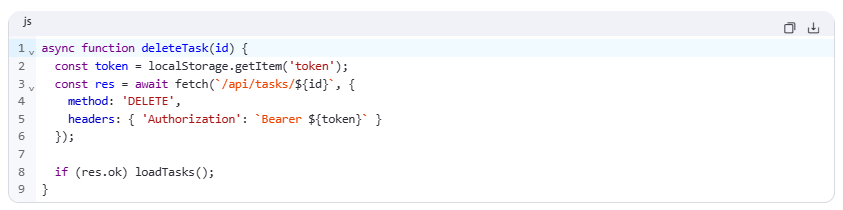 js
1 async function deleteTask(id) {
2   const token = localStorage.getItem('token');
3   const res = await fetch(`/api/tasks/${id}`, {
4     method: 'DELETE',
5     headers: { 'Authorization': `Bearer ${token}` }
6   });
7
8   if (res.ok) loadTasks();
9 }